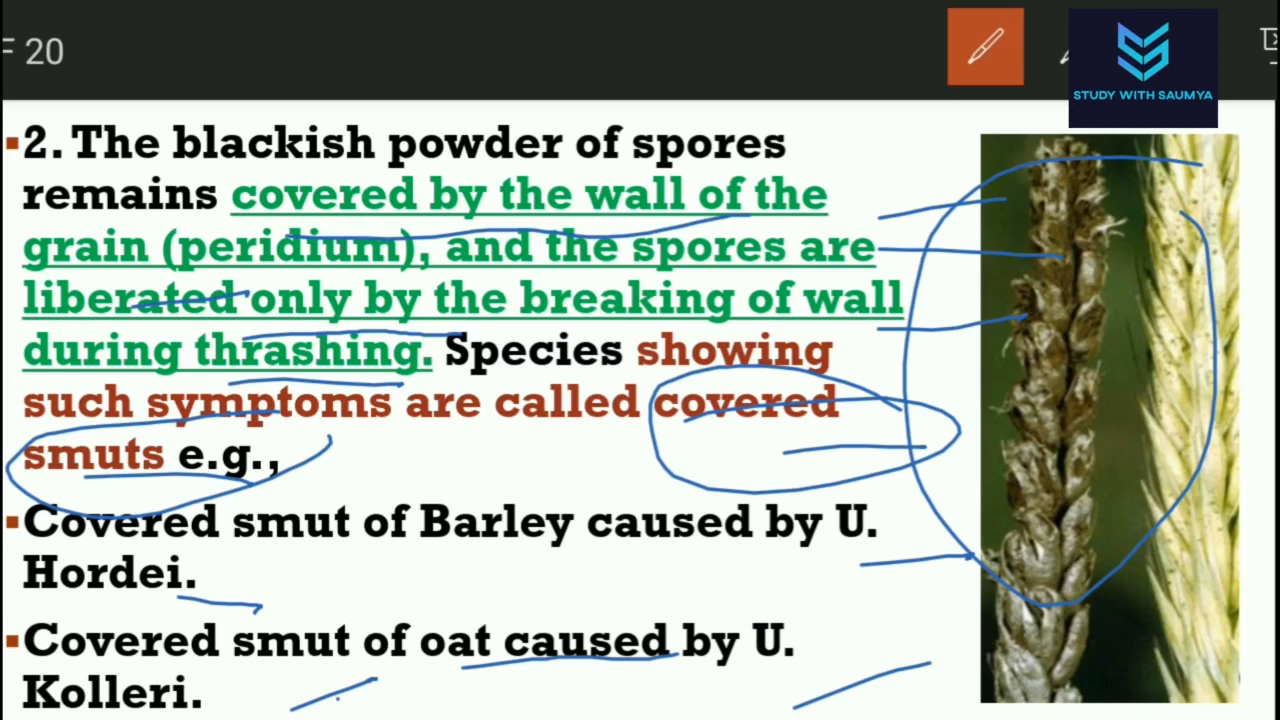 F 20
STUDY WITH SAUMYA
2. The blackish powder of spores
remains covered by the wall of the
grain (peridium), and the spores are
liberated only by the breaking of wall
during thrashing. Species showing
such symptoms are called covered
smuts e.g.,
Covered smut of Barley caused by U.
Hordei.
Covered smut of oat caused by U.
Kolleri.